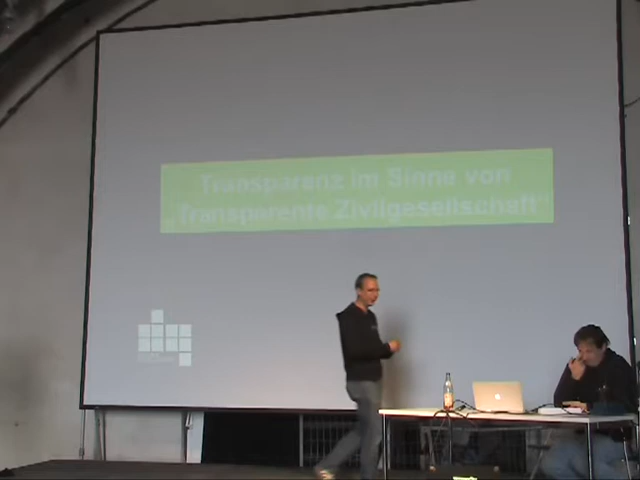 Transparenz im Sinne von
„Transparente Zivilgesellschaft“